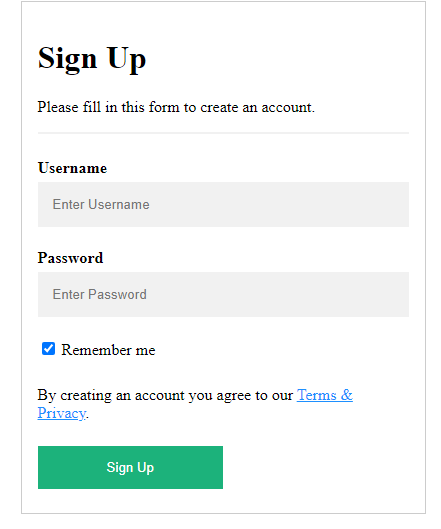 Sign Up
Please fill in this form to create an account.
Username
Enter Username
Password
Enter Password
Remember me
By creating an account you agree to our Terms &
Privacy.
Sign Up